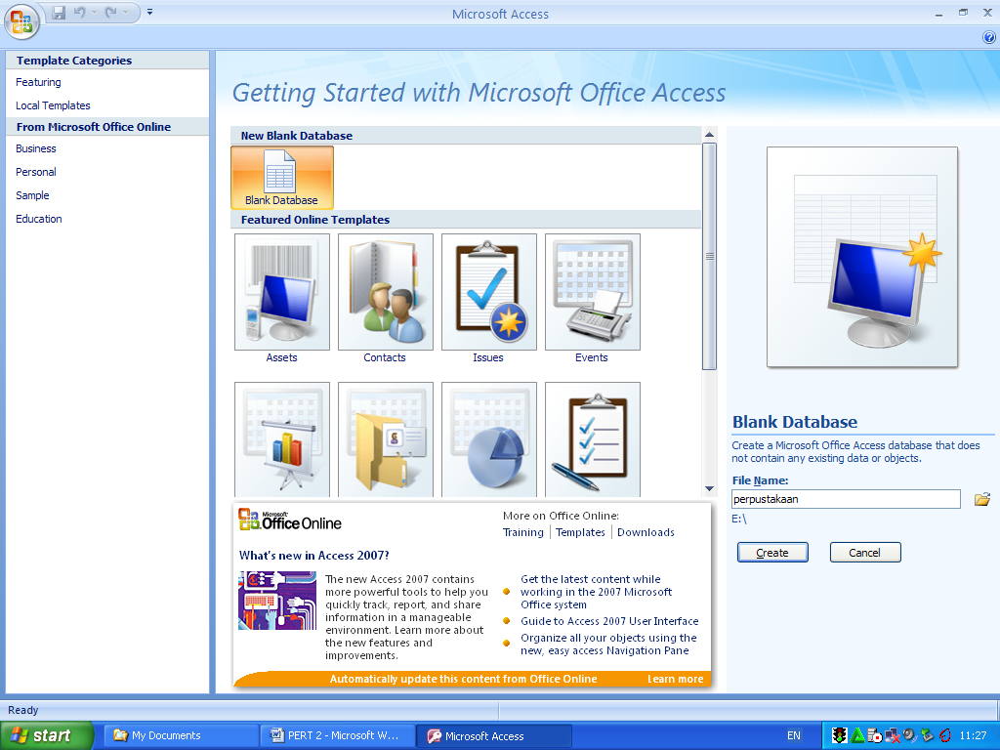 Microsoft Access
Template Categories
Featuring
Local Templates
From Microsoft Office Online
Business
Personal
Sample
Education
Getting Started with Microsoft Office Access
New Blank Database
Blank Database
Featured Online Templates
Assets
Contacts
Issues
Events
Microsoft
Office Online
More on Office Online:
Training | Templates | Downloads
What's new in Access 2007?
The new Access 2007 contains
more powerful tools to help you
quickly track, report, and share
information in a manageable
environment. Learn more about
the new features and
improvements.
Get the latest content while
working in the 2007 Microsoft
Office system
Guide to Access 2007 User Interface
Organize all your objects using the
new, easy access Navigation Pane
Automatically update this content from Office Online
Learn more
Blank Database
Create a Microsoft Office Access database that does
not contain any existing data or objects.
File Name:
perpustakaan
E:\
Create
Cancel
Ready
start
My Documents
PERT 2 - Microsoft W...
Microsoft Access
EN
11:27